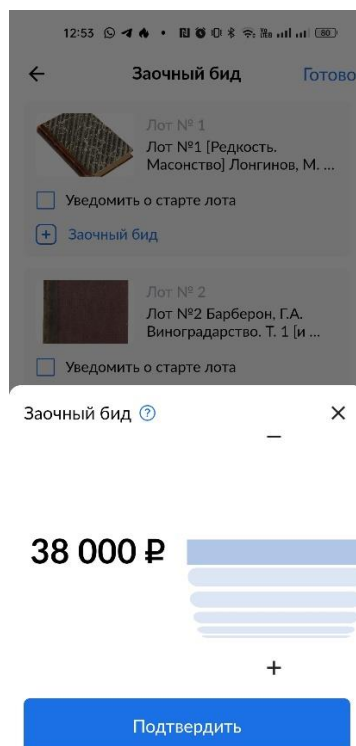 12:53
80
Заочный бид
Готово
Лот № 1
Лот №1 [Редкость.
Масонство] Лонгинов, М. ...
Уведомить о старте лота
+ Заочный бид
Лот № 2
Лот №2 Барберон, Г.А.
Виноградарство. Т. 1 [и ...
Уведомить о старте лота
Заочный бид ?
−
38 000 ₽
+
Подтвердить